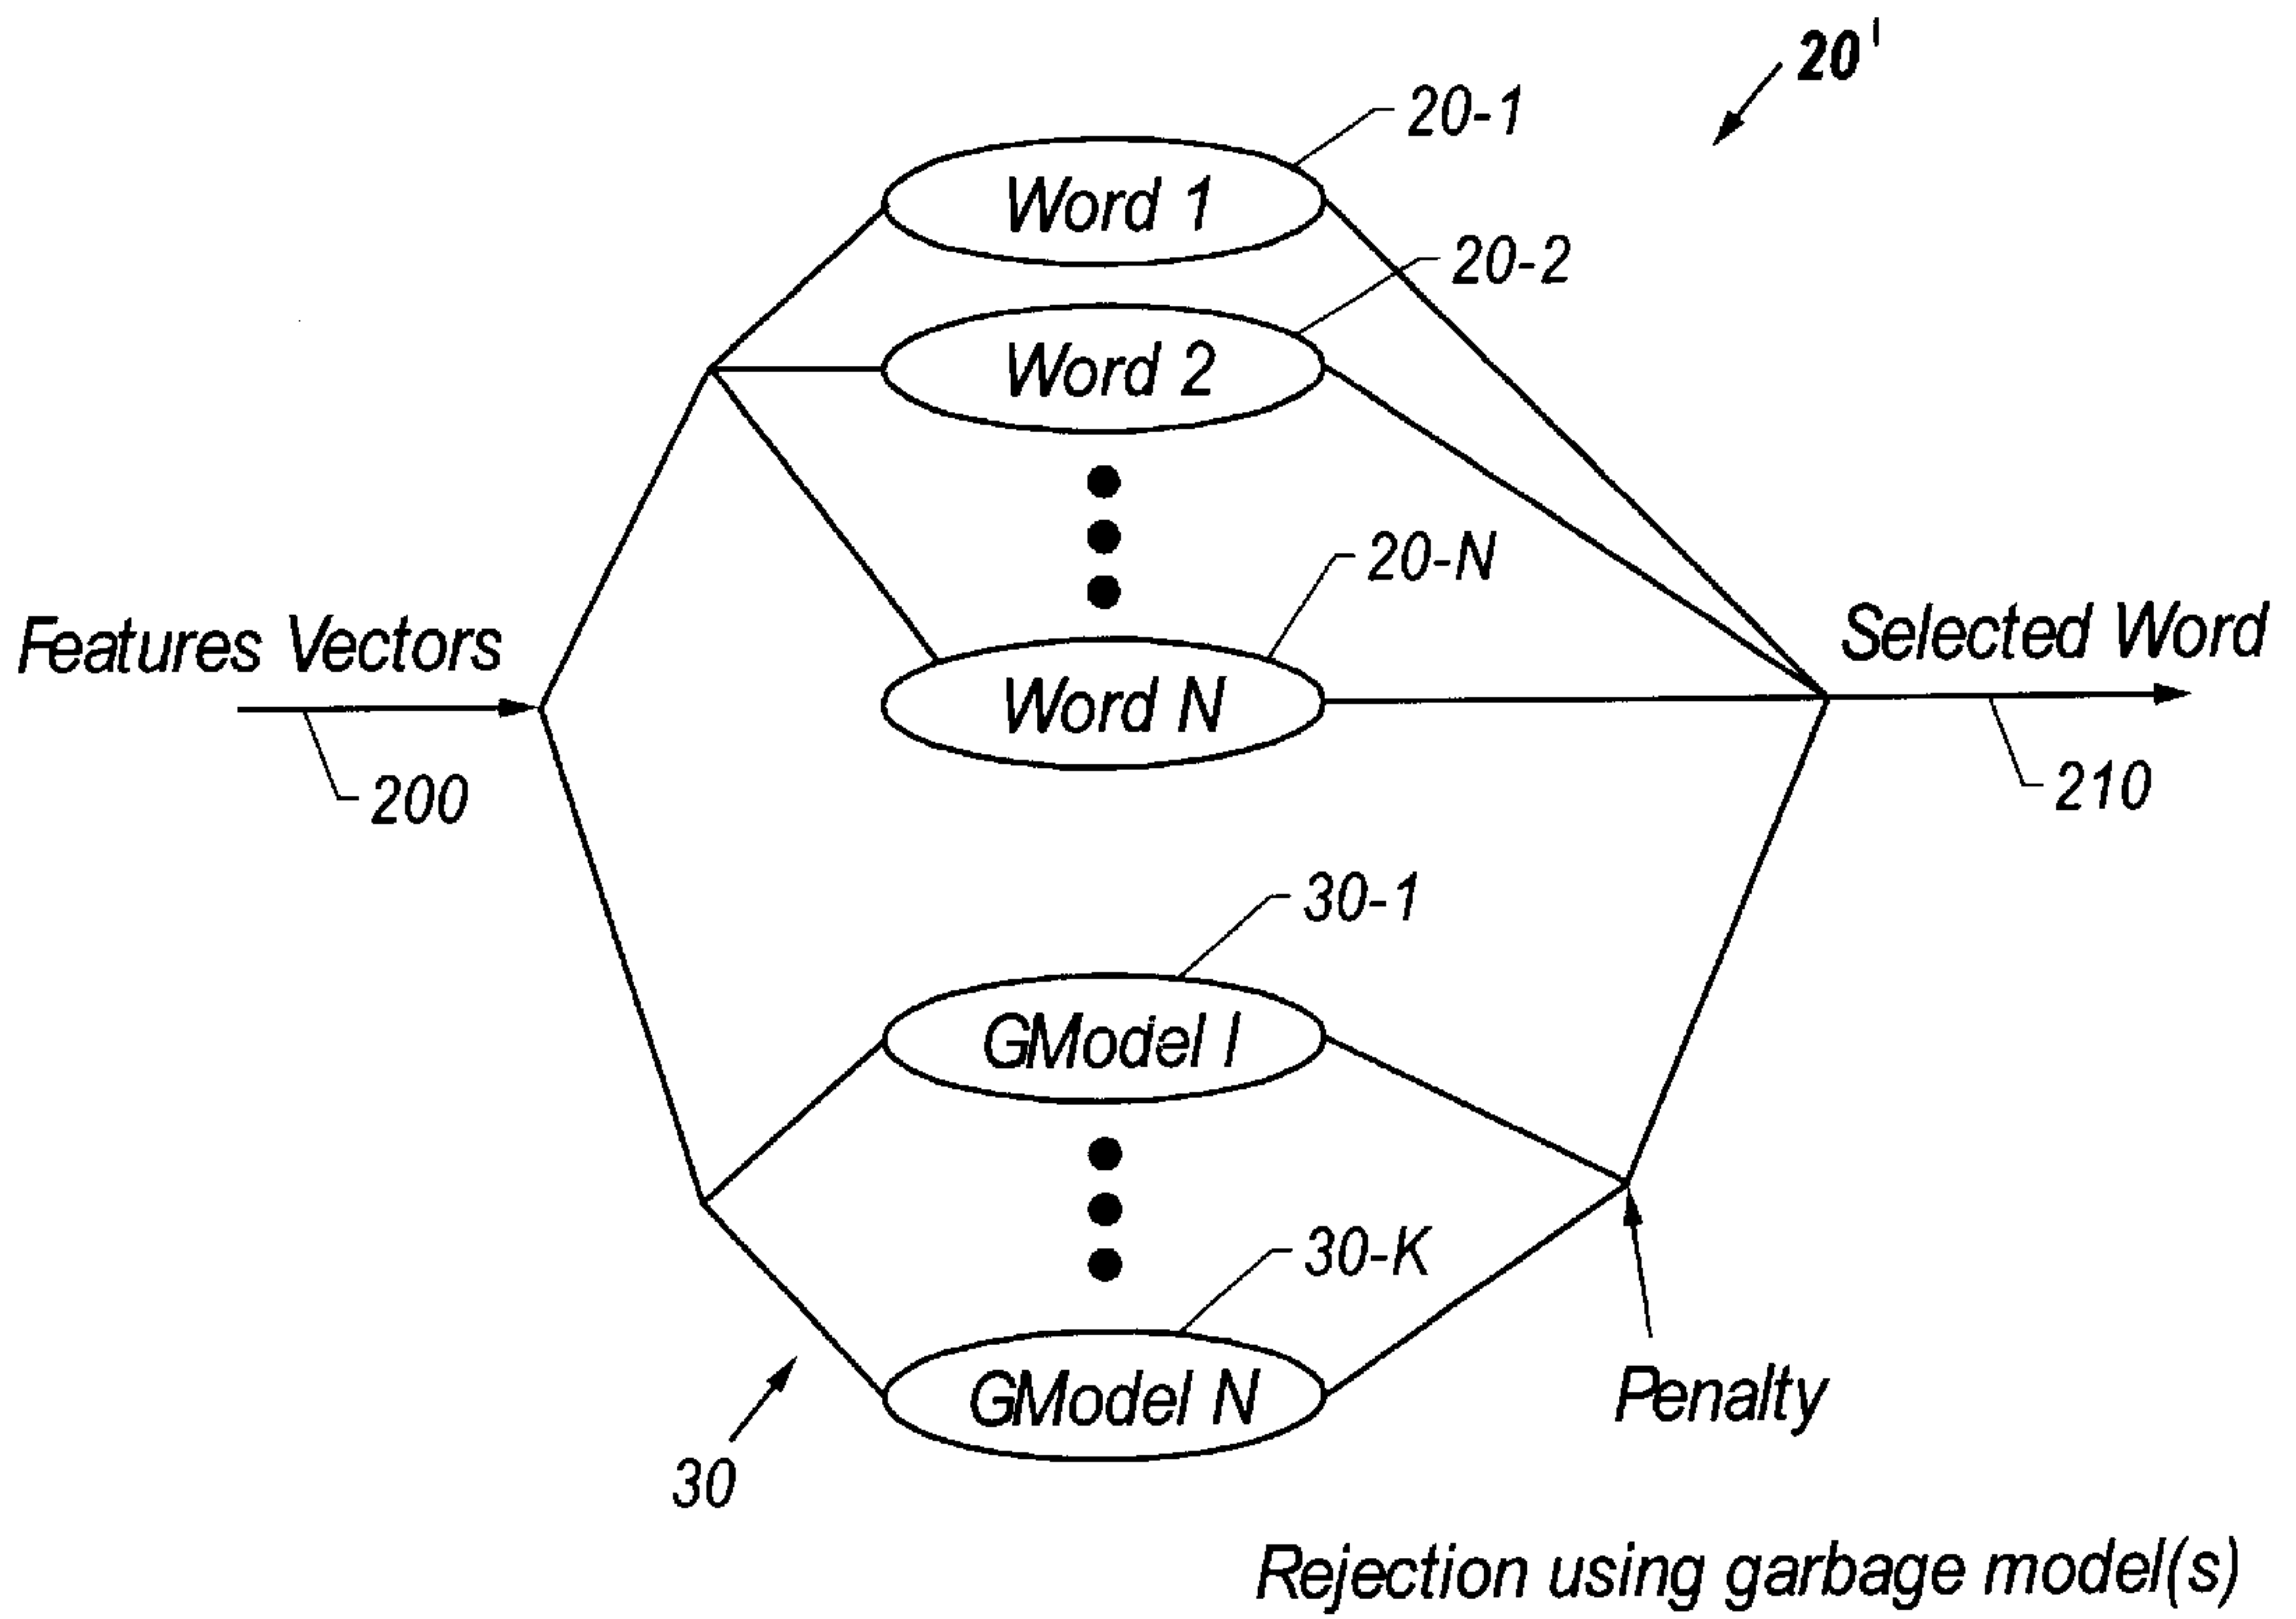 20'
20-1
Word 1
20-2
Word 2
20-N
Features Vectors
Selected Word
Word N
200
210
30-1
GModel I
30-K
GModel N
Penalty
30
Rejection using garbage model(s)